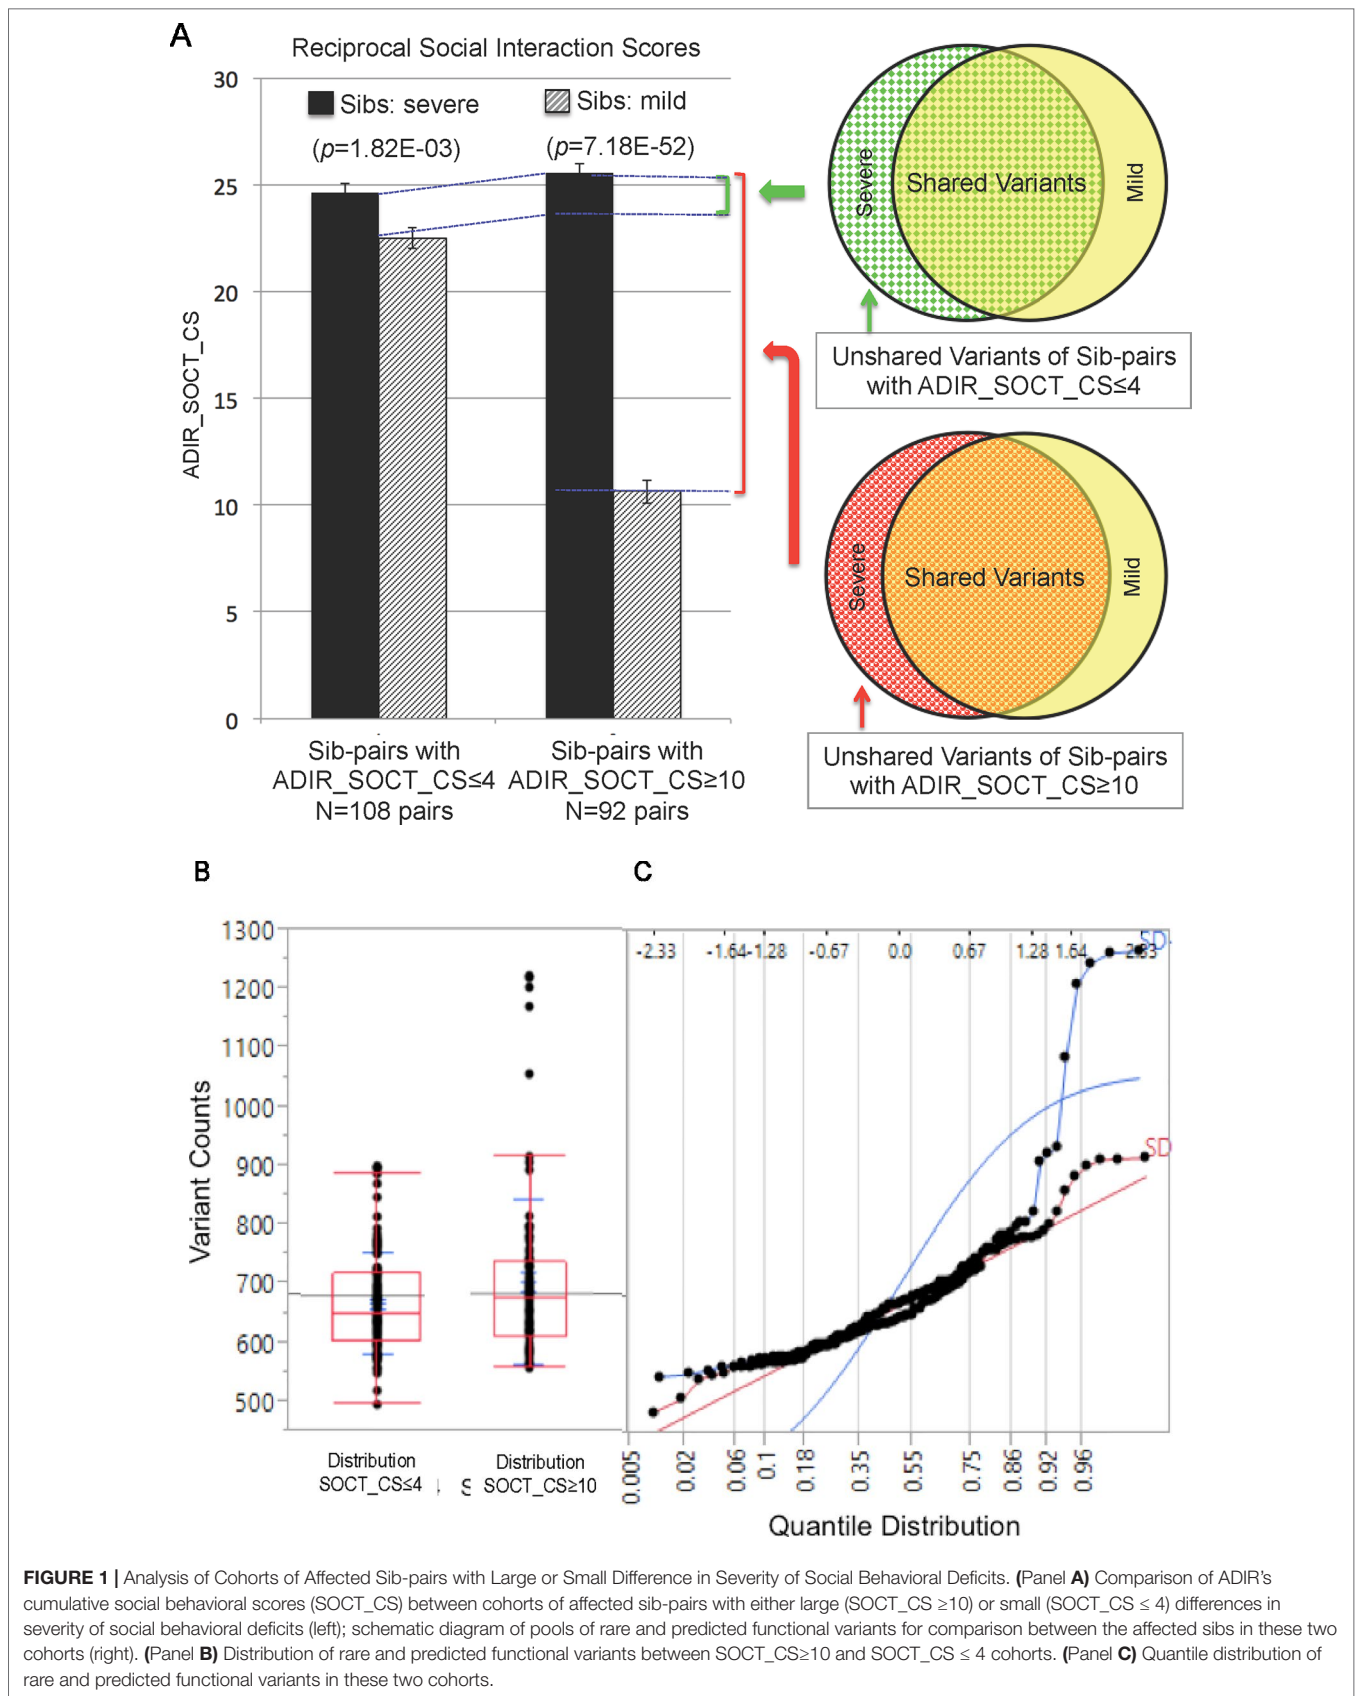 A
Reciprocal Social Interaction Scores
Sibs: severe
Sibs: mild
(p=1.82E-03)
(p=7.18E-52)
ADIR_SOCT_CS
30
25
20
15
10
5
0
Sib-pairs with
ADIR_SOCT_CS≤4
N=108 pairs
Sib-pairs with
ADIR_SOCT_CS≥10
N=92 pairs
Severe
Shared Variants
Mild
Unshared Variants of Sib-pairs
with ADIR_SOCT_CS≤4
Severe
Shared Variants
Mild
Unshared Variants of Sib-pairs
with ADIR_SOCT_CS≥10
B
Variant Counts
1300
1200
1100
1000
900
800
700
600
500
Distribution
SOCT_CS≤4
Distribution
SOCT_CS≥10
C
-2.33 -1.64 -1.28 -0.67 0.0 0.67 1.28 1.64 2.33
SD
SD
0.005 0.02 0.06 0.1 0.18 0.35 0.55 0.75 0.86 0.92 0.96
Quantile Distribution
FIGURE 1 | Analysis of Cohorts of Affected Sib-pairs with Large or Small Difference in Severity of Social Behavioral Deficits. (Panel A) Comparison of ADIR's
cumulative social behavioral scores (SOCT_CS) between cohorts of affected sib-pairs with either large (SOCT_CS ≥10) or small (SOCT_CS ≤ 4) differences in
severity of social behavioral deficits (left); schematic diagram of pools of rare and predicted functional variants for comparison between the affected sibs in these two
cohorts (right). (Panel B) Distribution of rare and predicted functional variants between SOCT_CS≥10 and SOCT_CS ≤ 4 cohorts. (Panel C) Quantile distribution of
rare and predicted functional variants in these two cohorts.